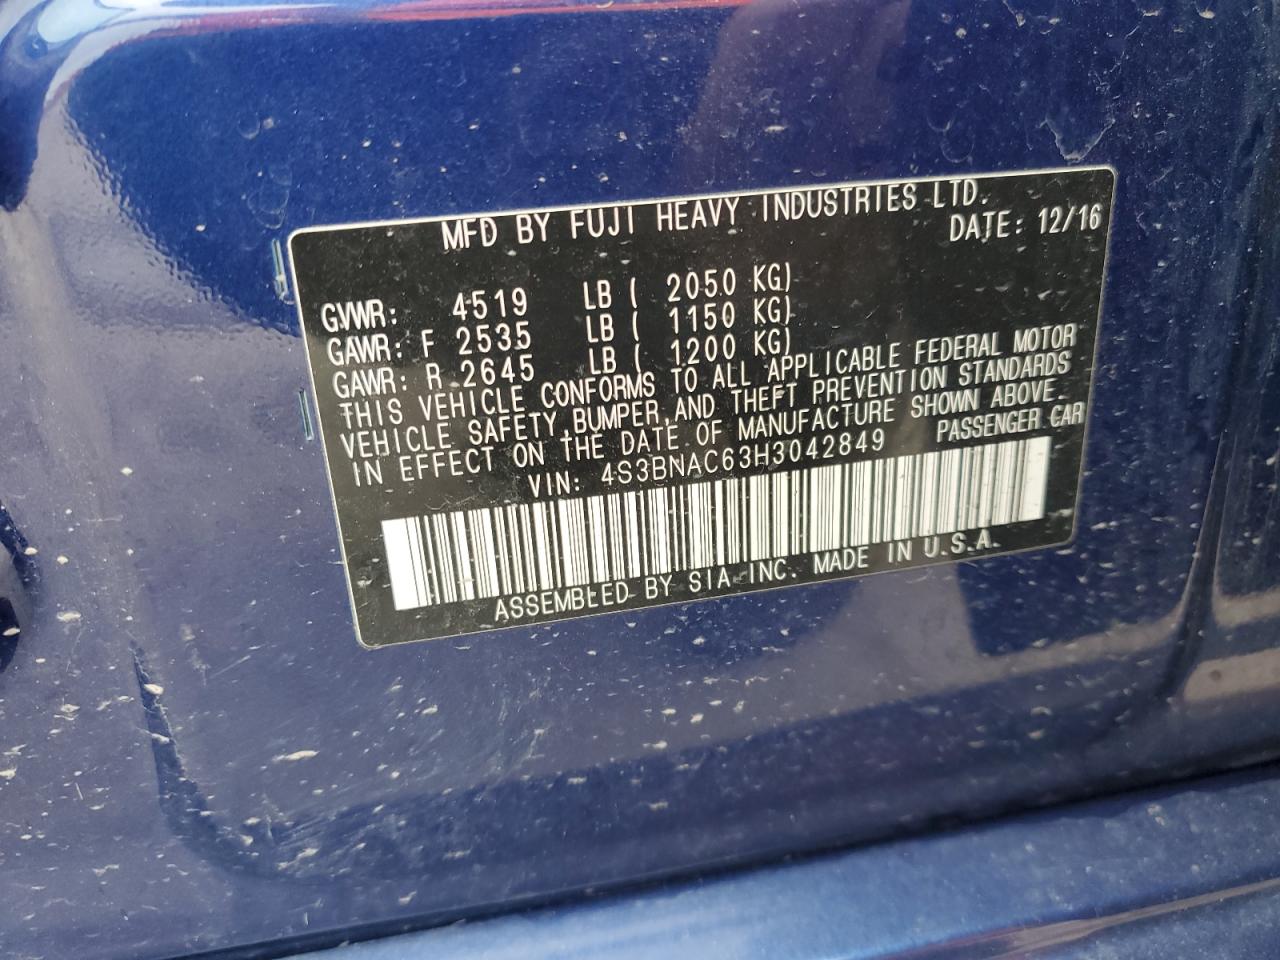 MFD BY FUJI HEAVY INDUSTRIES LTD.
DATE: 12/16
GVWR: 4519 LB ( 2050 KG)
GAWR: F 2535 LB ( 1150 KG)
GAWR: R 2645 LB ( 1200 KG)
THIS VEHICLE CONFORMS TO ALL APPLICABLE FEDERAL MOTOR
VEHICLE SAFETY,BUMPER,AND THEFT PREVENTION STANDARDS
IN EFFECT ON THE DATE OF MANUFACTURE SHOWN ABOVE.
VIN: 4S3BNAC63H3042849 PASSENGER CAR
ASSEMBLED BY SIA INC. MADE IN U.S.A.